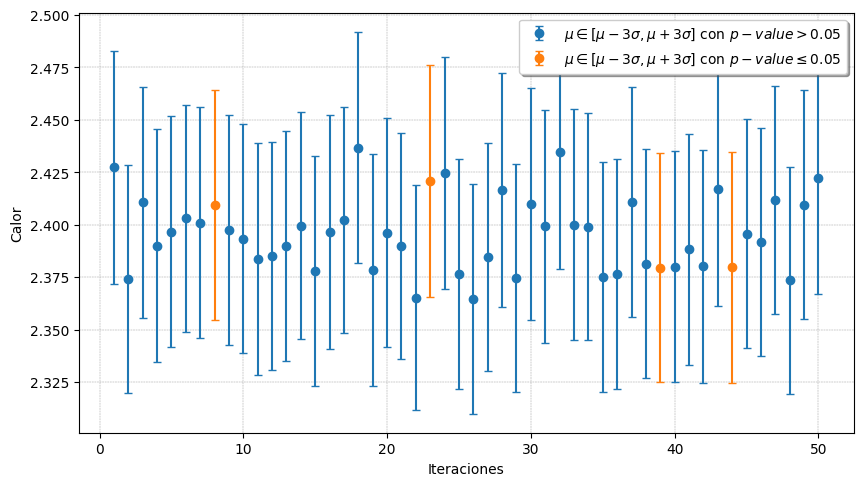 2.500
2.475
2.450
2.425
2.400
2.375
2.350
2.325
Calor
μ ∈ [μ − 3σ, μ + 3σ] con p − value > 0.05
μ ∈ [μ − 3σ, μ + 3σ] con p − value ≤ 0.05
0 10 20 30 40 50
Iteraciones